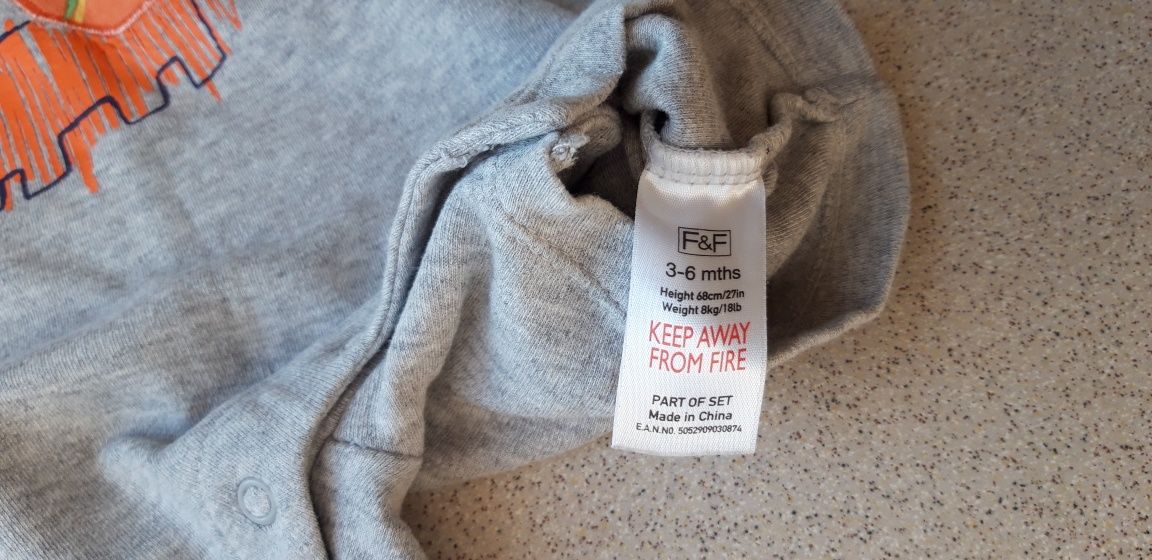 F&F
3-6 mths
Height 68cm/27in
Weight 8kg/18lb
KEEP AWAY
FROM FIRE
PART OF SET
Made in China
E.A.N.NO. 5052909030874